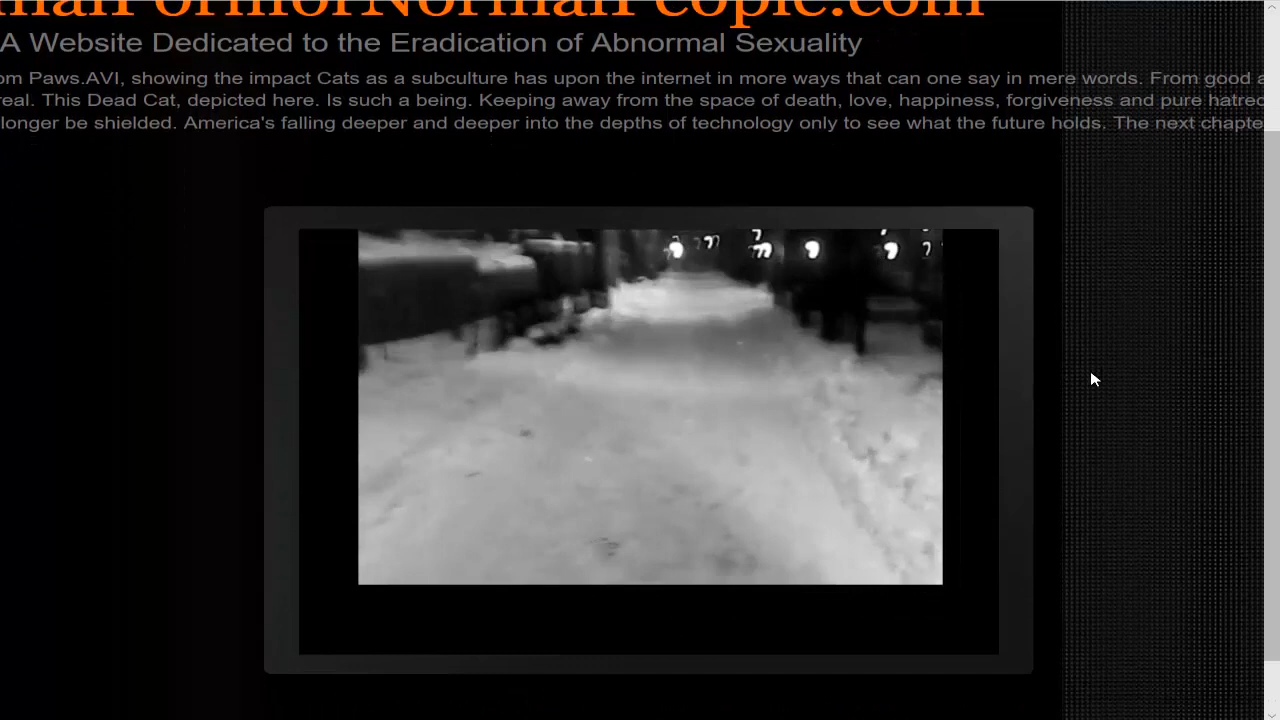 A Website Dedicated to the Eradication of Abnormal Sexuality
om Paws.AVI, showing the impact Cats as a subculture has upon the internet in more ways that can one say in mere words. From good a
real. This Dead Cat, depicted here. Is such a being. Keeping away from the space of death, love, happiness, forgiveness and pure hatred
longer be shielded. America's falling deeper and deeper into the depths of technology only to see what the future holds. The next chapte